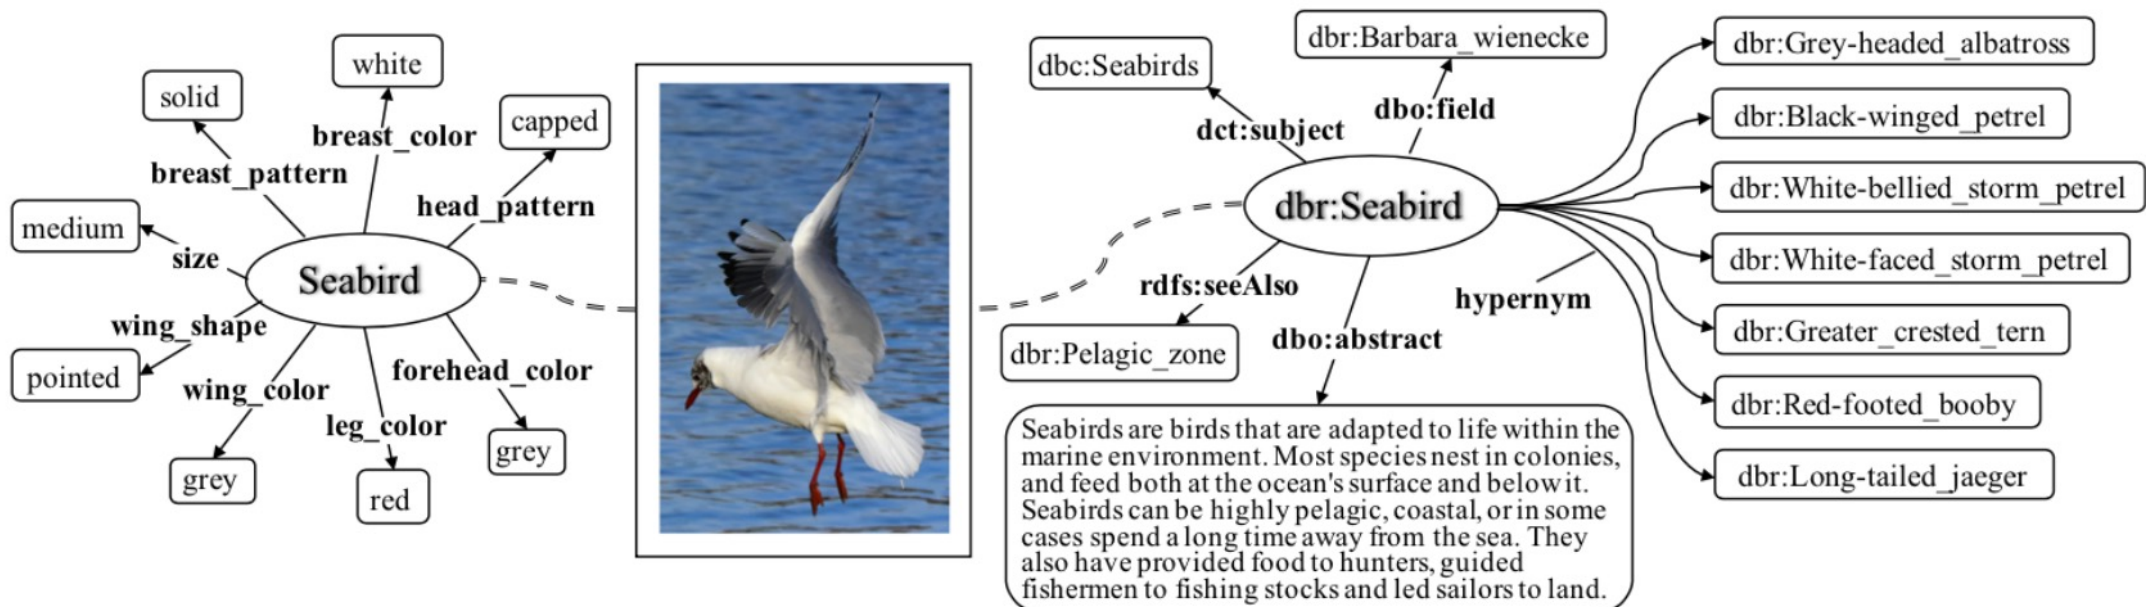 white
solid
capped
breast_color
breast_pattern
head_pattern
medium
size
Seabird
wing_shape
pointed
wing_color
forehead_color
leg_color
grey
red
grey
dbr:Barbara_wienecke
dbc:Seabirds
dbo:field
dct:subject
dbr:Seabird
rdfs:seeAlso
hypernym
dbr:Pelagic_zone
dbo:abstract
Seabirds are birds that are adapted to life within the
marine environment. Most species nest in colonies,
and feed both at the ocean's surface and below it.
Seabirds can be highly pelagic, coastal, or in some
cases spend a long time away from the sea. They
also have provided food to hunters, guided
fishermen to fishing stocks and led sailors to land.
dbr:Grey-headed_albatross
dbr:Black-winged_petrel
dbr:White-bellied_storm_petrel
dbr:White-faced_storm_petrel
dbr:Greater_crested_tern
dbr:Red-footed_booby
dbr:Long-tailed_jaeger